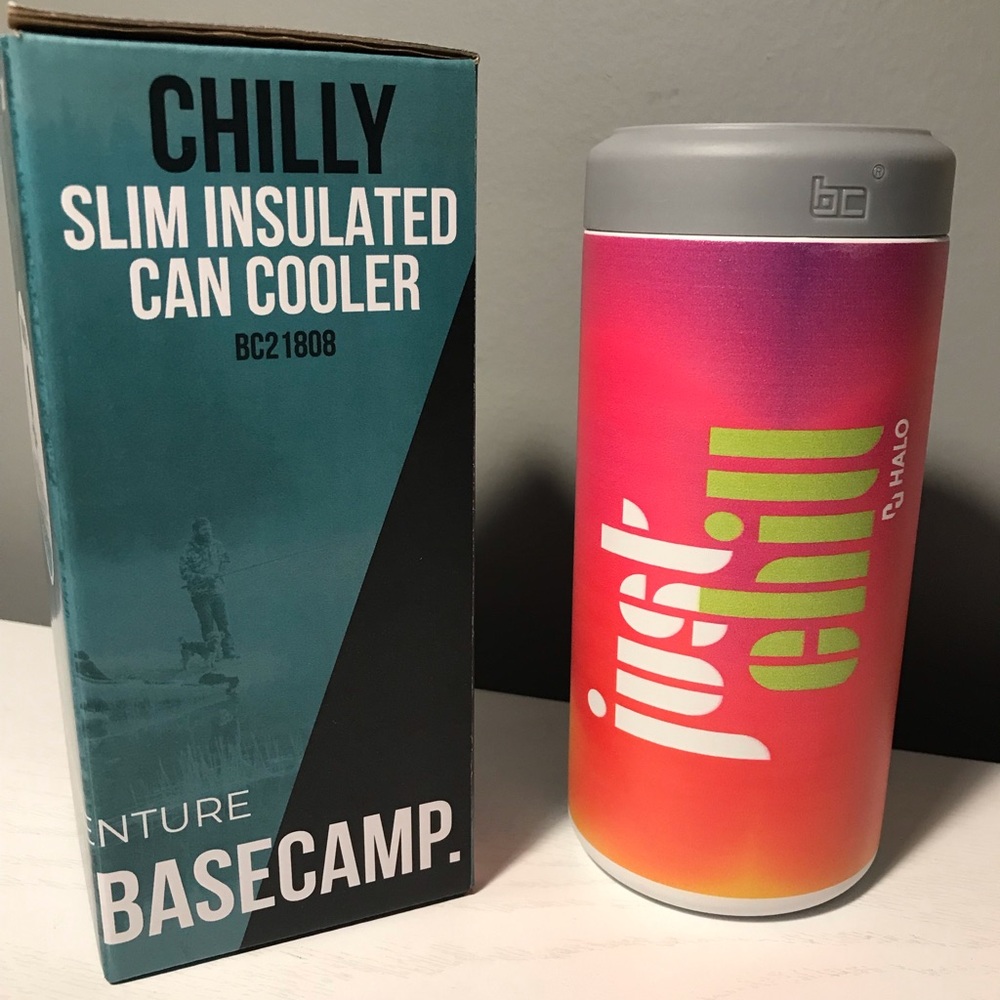 CHILLY
SLIM INSULATED
CAN COOLER
BC21808
ENTURE
BASECAMP.
bc®
just
chill
HALO